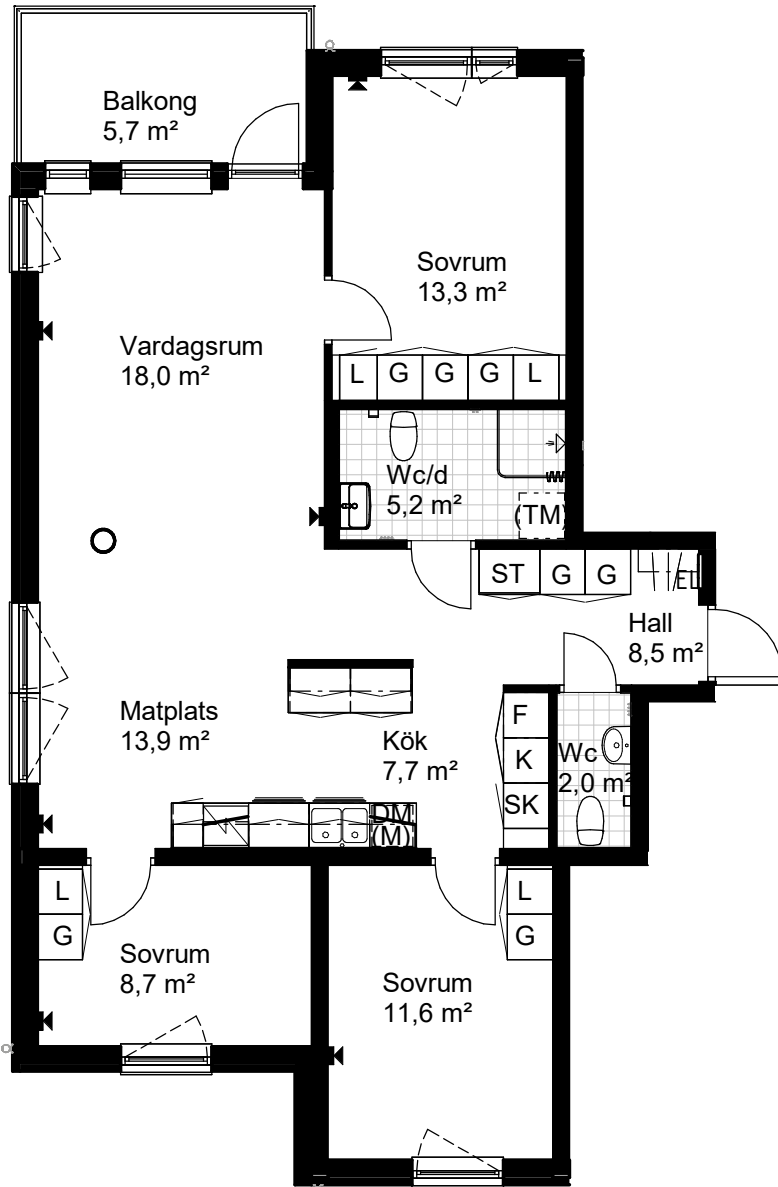 Balkong
5,7 m²
Sovrum
13,3 m²
Vardagsrum
18,0 m²
L G G G L
Wc/d
5,2 m²
(TM)
ST G G
EL
Hall
8,5 m²
Matplats
13,9 m²
Kök
7,7 m²
F
K
SK
Wc
2,0 m²
DM
(M)
L
G
Sovrum
8,7 m²
L
G
Sovrum
11,6 m²